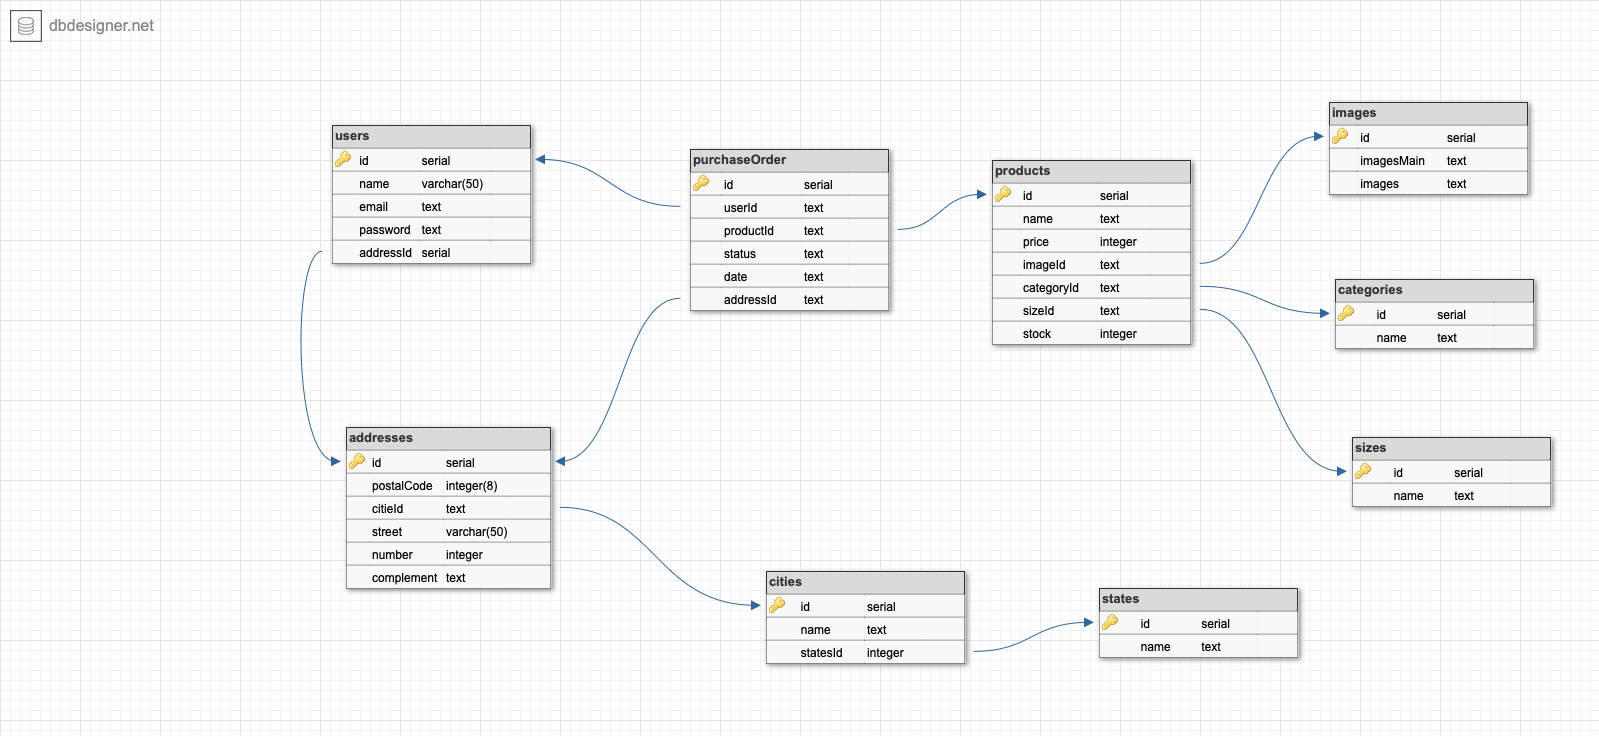 dbdesigner.net
users
id serial
name varchar(50)
email text
password text
addressId serial
purchaseOrder
id serial
userId text
productId text
status text
date text
addressId text
products
id serial
name text
price integer
imageId text
categoryId text
sizeId text
stock integer
images
id serial
imagesMain text
images text
categories
id serial
name text
sizes
id serial
name text
addresses
id serial
postalCode integer(8)
citieId text
street varchar(50)
number integer
complement text
cities
id serial
name text
statesId integer
states
id serial
name text